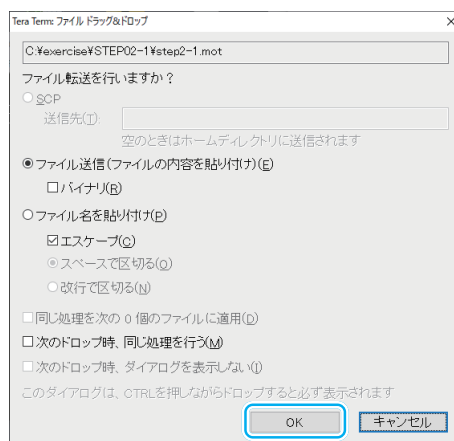 Tera Term: ファイル ドラッグ&ドロップ
C:¥exercise¥STEP02-1¥step2-1.mot
ファイル転送を行いますか？
SCP
送信先(T):
空のときはホームディレクトリに送信されます
ファイル送信(ファイルの内容を貼り付け)(E)
バイナリ(R)
ファイル名を貼り付け(P)
エスケープ(C)
スペースで区切る(O)
改行で区切る(N)
同じ処理を次の 0 個のファイルに適用(D)
次のドロップ時、同じ処理を行う(M)
次のドロップ時、ダイアログを表示しない(I)
このダイアログは、CTRLを押しながらドロップすると必ず表示されます
OK キャンセル